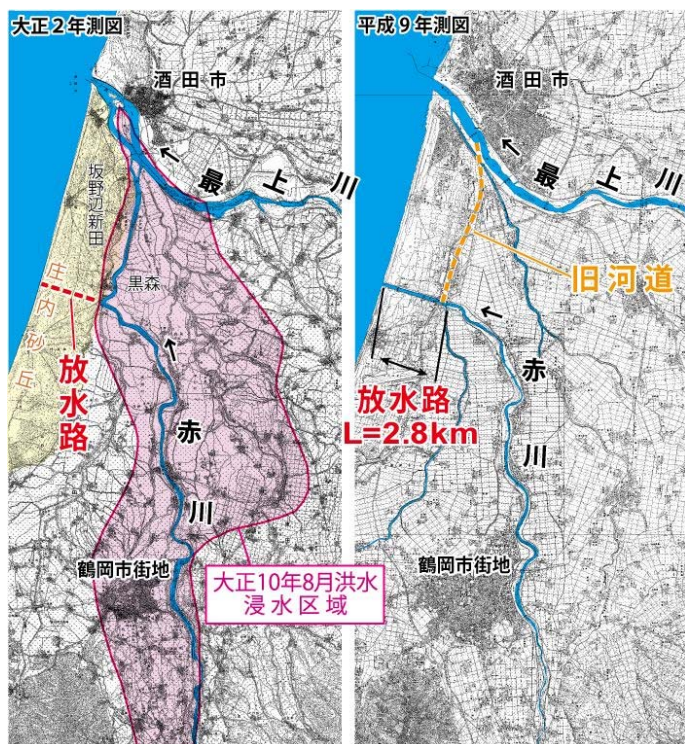 大正2年測図
酒田市
最上川
坂野辺新田
黒森
庄内砂丘
放水路
赤川
鶴岡市街地
大正10年8月洪水
浸水区域
平成9年測図
酒田市
最上川
旧河道
放水路
L=2.8km
赤川
鶴岡市街地